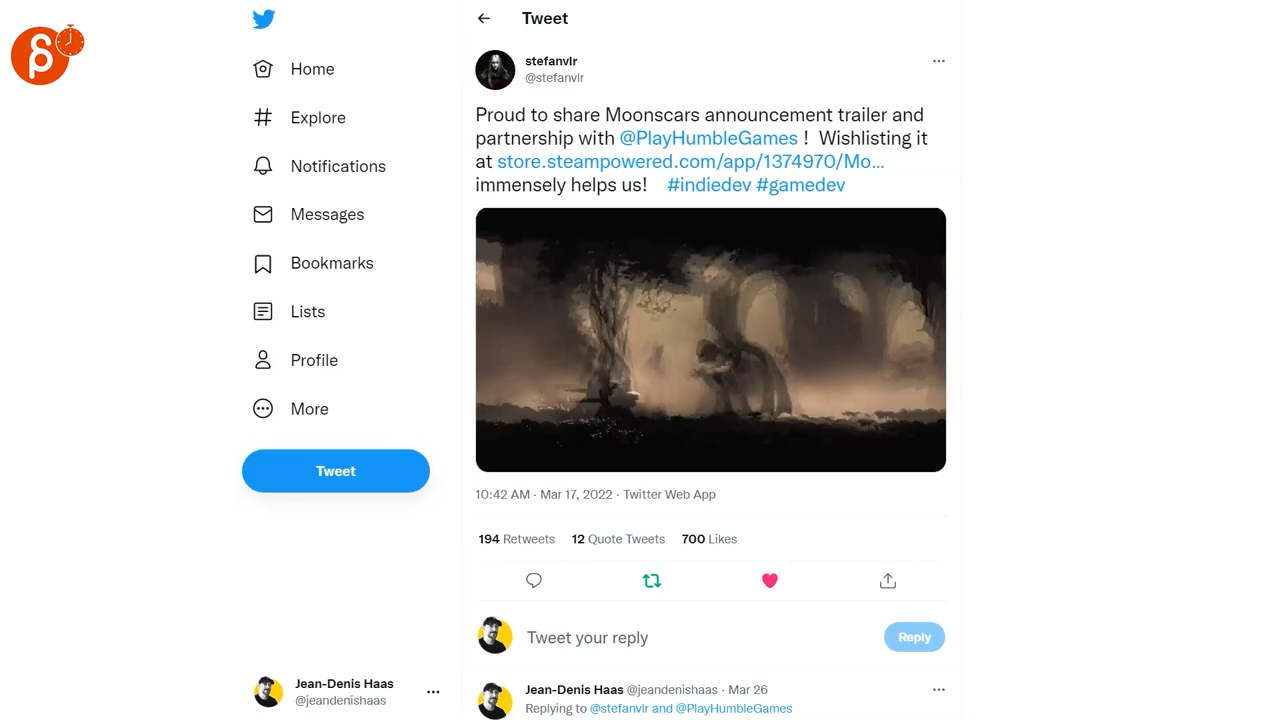 Tweet
stefanvir
@stefanvir
Proud to share Moonscars announcement trailer and
partnership with @PlayHumbleGames !  Wishlisting it
at store.steampowered.com/app/1374970/Mo...
immensely helps us!    #indiedev #gamedev
10:42 AM · Mar 17, 2022 · Twitter Web App
194 Retweets 12 Quote Tweets 700 Likes
Tweet your reply Reply
Jean-Denis Haas @jeandenishaas · Mar 26
Replying to @stefanvir and @PlayHumbleGames
Home
Explore
Notifications
Messages
Bookmarks
Lists
Profile
More
Tweet
Jean-Denis Haas
@jeandenishaas